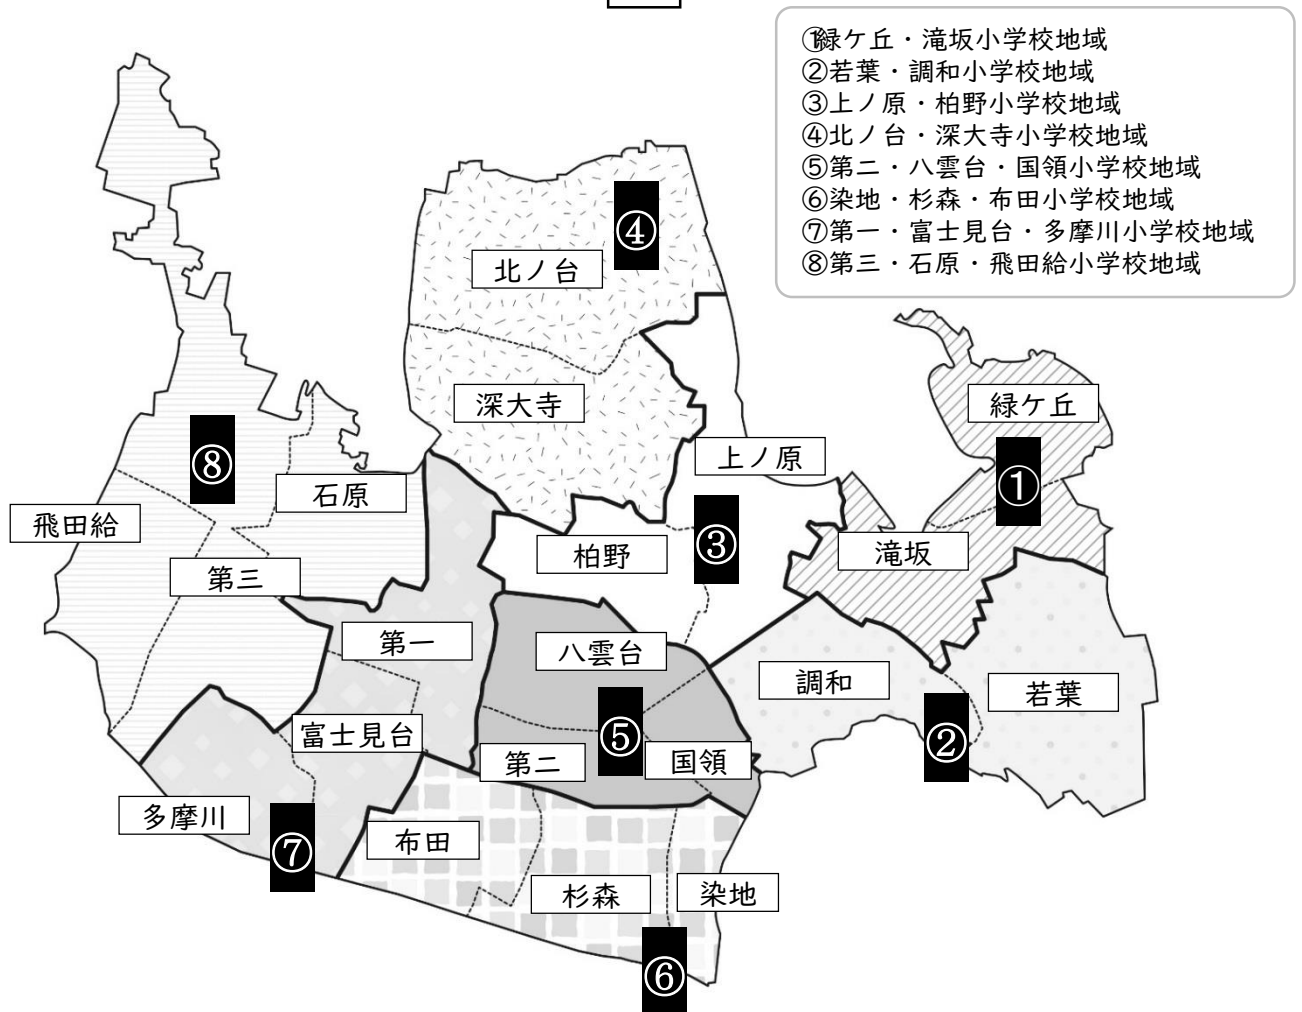 ①緑ケ丘・滝坂小学校地域
②若葉・調和小学校地域
③上ノ原・柏野小学校地域
④北ノ台・深大寺小学校地域
⑤第二・八雲台・国領小学校地域
⑥染地・杉森・布田小学校地域
⑦第一・富士見台・多摩川小学校地域
⑧第三・石原・飛田給小学校地域
④
北ノ台
深大寺
緑ケ丘
⑧
上ノ原
①
石原
飛田給
③
柏野
滝坂
第三
第一
八雲台
調和
若葉
⑤
②
富士見台
第二
国領
多摩川
⑦
布田
杉森
染地
⑥